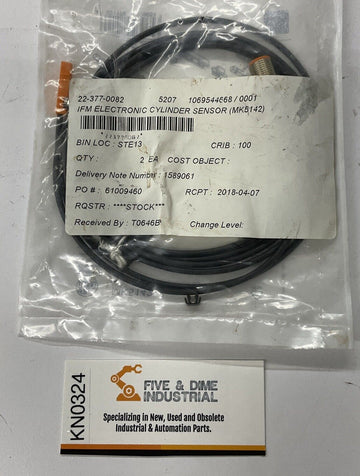 22-377-0082 5207 1069544668 / 0001
IFM ELECTRONIC CYLINDER SENSOR (MK5142)
BIN LOC : STE13 CRIB : 100
QTY : 2 EA COST OBJECT :
Delivery Note Number : 1589061
PO # : 61009460 RCPT : 2018-04-07
RQSTR : ****STOCK***
Received By : T0646B Change Level:
KN0324
FIVE & DIME
INDUSTRIAL
Specializing in New, Used and Obsolete
Industrial & Automation Parts.